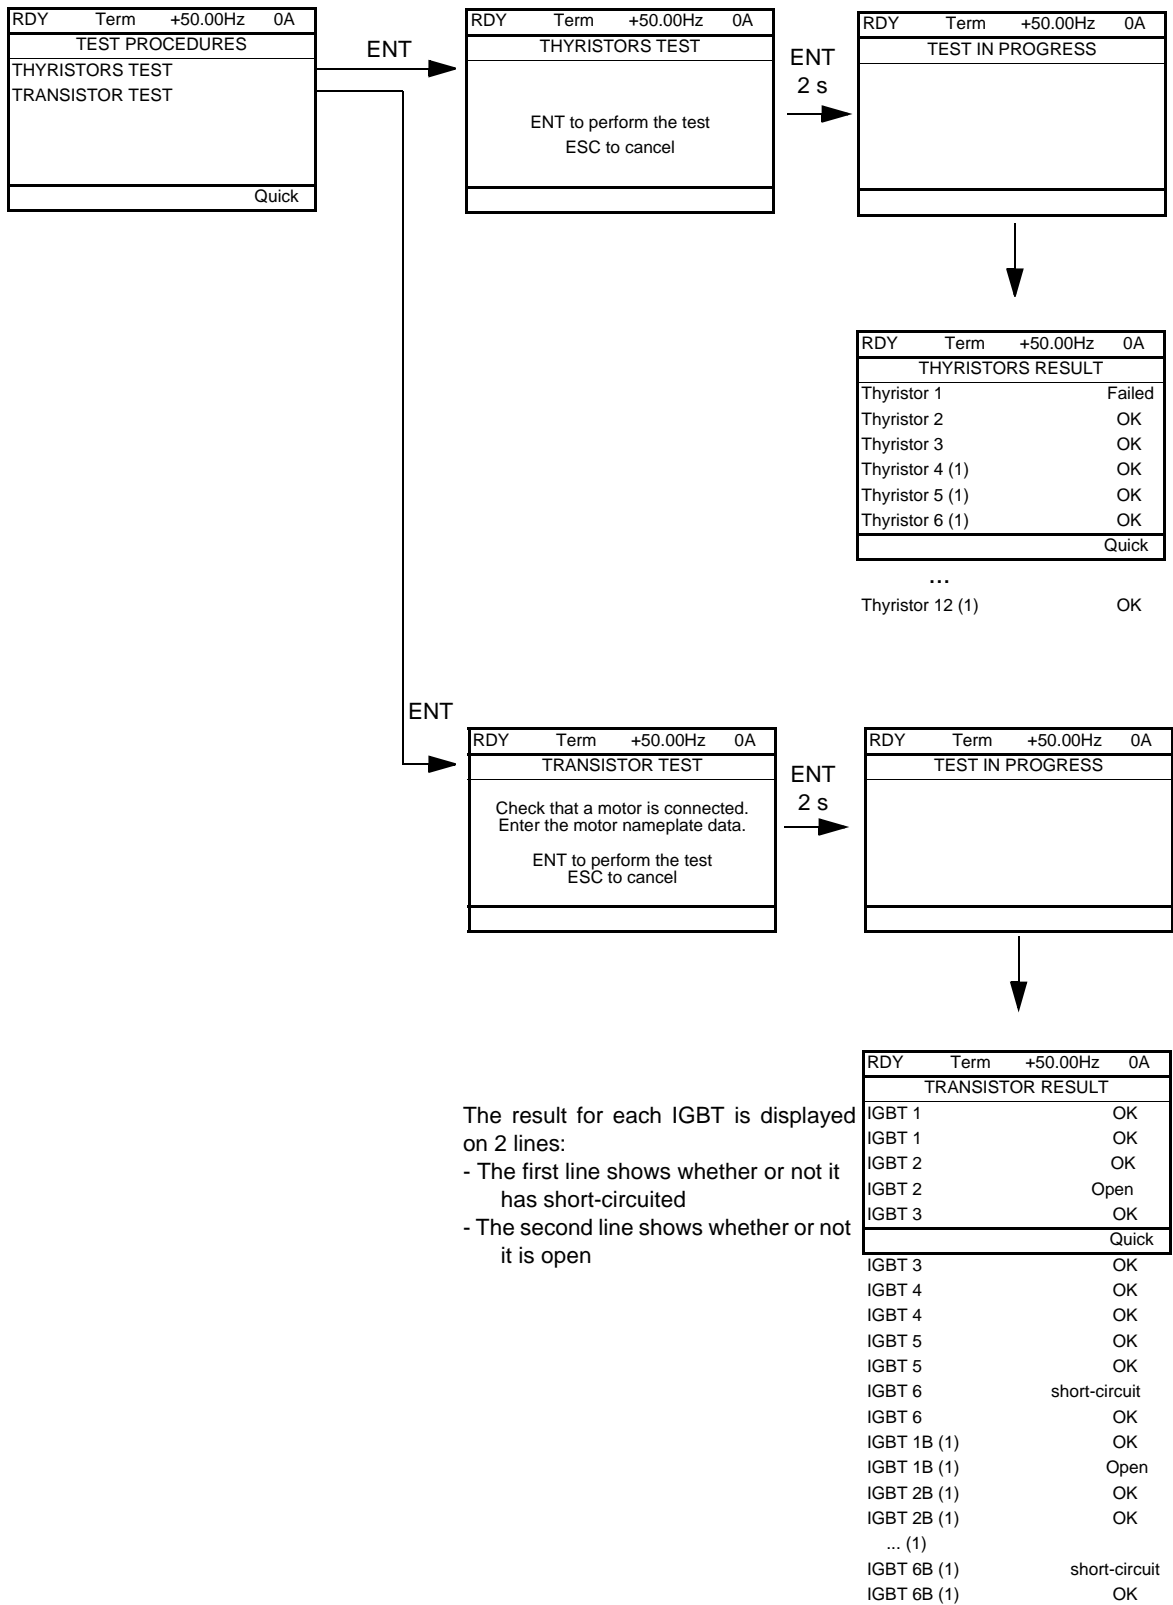 RDY Term +50.00Hz 0A
TEST PROCEDURES
THYRISTORS TEST
TRANSISTOR TEST
Quick
ENT
RDY Term +50.00Hz 0A
THYRISTORS TEST
ENT to perform the test
ESC to cancel
ENT
2 s
RDY Term +50.00Hz 0A
TEST IN PROGRESS
RDY Term +50.00Hz 0A
THYRISTORS RESULT
Thyristor 1 Failed
Thyristor 2 OK
Thyristor 3 OK
Thyristor 4 (1) OK
Thyristor 5 (1) OK
Thyristor 6 (1) OK
Quick
...
Thyristor 12 (1) OK
ENT
RDY Term +50.00Hz 0A
TRANSISTOR TEST
Check that a motor is connected.
Enter the motor nameplate data.
ENT to perform the test
ESC to cancel
ENT
2 s
RDY Term +50.00Hz 0A
TEST IN PROGRESS
The result for each IGBT is displayed
on 2 lines:
- The first line shows whether or not it
has short-circuited
- The second line shows whether or not
it is open
RDY Term +50.00Hz 0A
TRANSISTOR RESULT
IGBT 1 OK
IGBT 1 OK
IGBT 2 OK
IGBT 2 Open
IGBT 3 OK
Quick
IGBT 3 OK
IGBT 4 OK
IGBT 4 OK
IGBT 5 OK
IGBT 5 OK
IGBT 6 short-circuit
IGBT 6 OK
IGBT 1B (1) OK
IGBT 1B (1) Open
IGBT 2B (1) OK
IGBT 2B (1) OK
... (1)
IGBT 6B (1) short-circuit
IGBT 6B (1) OK